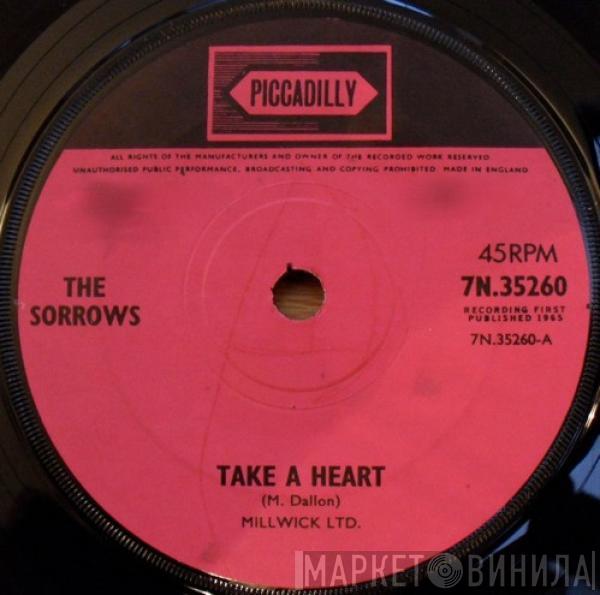 PICCADILLY
ALL RIGHTS OF THE MANUFACTURERS AND OWNER OF THE RECORDED WORK RESERVED
UNAUTHORISED PUBLIC PERFORMANCE, BROADCASTING AND COPYING PROHIBITED MADE IN ENGLAND
45RPM
THE
SORROWS
7N.35260
RECORDING FIRST
PUBLISHED 1965
7N.35260-A
TAKE A HEART
(M. Dallon)
MILLWICK LTD.
МАРКЕТ ВИНИЛА